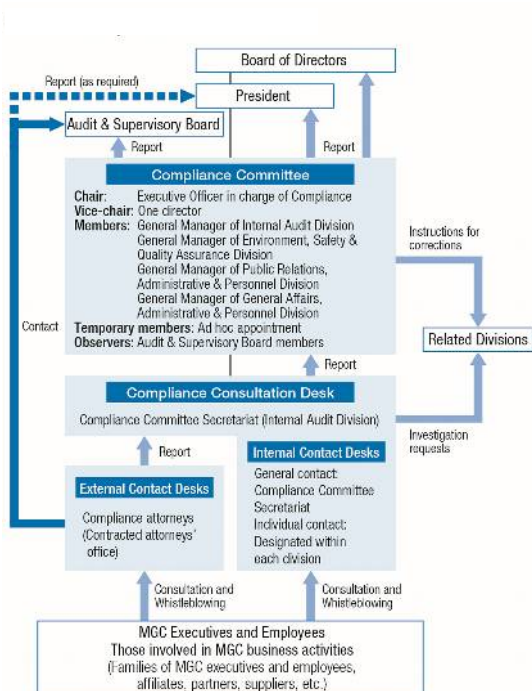 Board of Directors
Report (as required)
President
Audit & Supervisory Board
Report
Report
Compliance Committee
Chair: Executive Officer in charge of Compliance
Vice-chair: One director
Members: General Manager of Internal Audit Division
General Manager of Environment, Safety &
Quality Assurance Division
General Manager of Public Relations,
Administrative & Personnel Division
General Manager of General Affairs,
Administrative & Personnel Division
Temporary members: Ad hoc appointment
Observers: Audit & Supervisory Board members
Instructions for
corrections
Contact
Related Divisions
Report
Compliance Consultation Desk
Compliance Committee Secretariat (Internal Audit Division)
Investigation
requests
Report
External Contact Desks
Compliance attorneys
(Contracted attorneys'
office)
Internal Contact Desks
General contact:
Compliance Committee
Secretariat
Individual contact:
Designated within
each division
Consultation and
Whistleblowing
Consultation and
Whistleblowing
MGC Executives and Employees
Those involved in MGC business activities
(Families of MGC executives and employees,
affiliates, partners, suppliers, etc.)